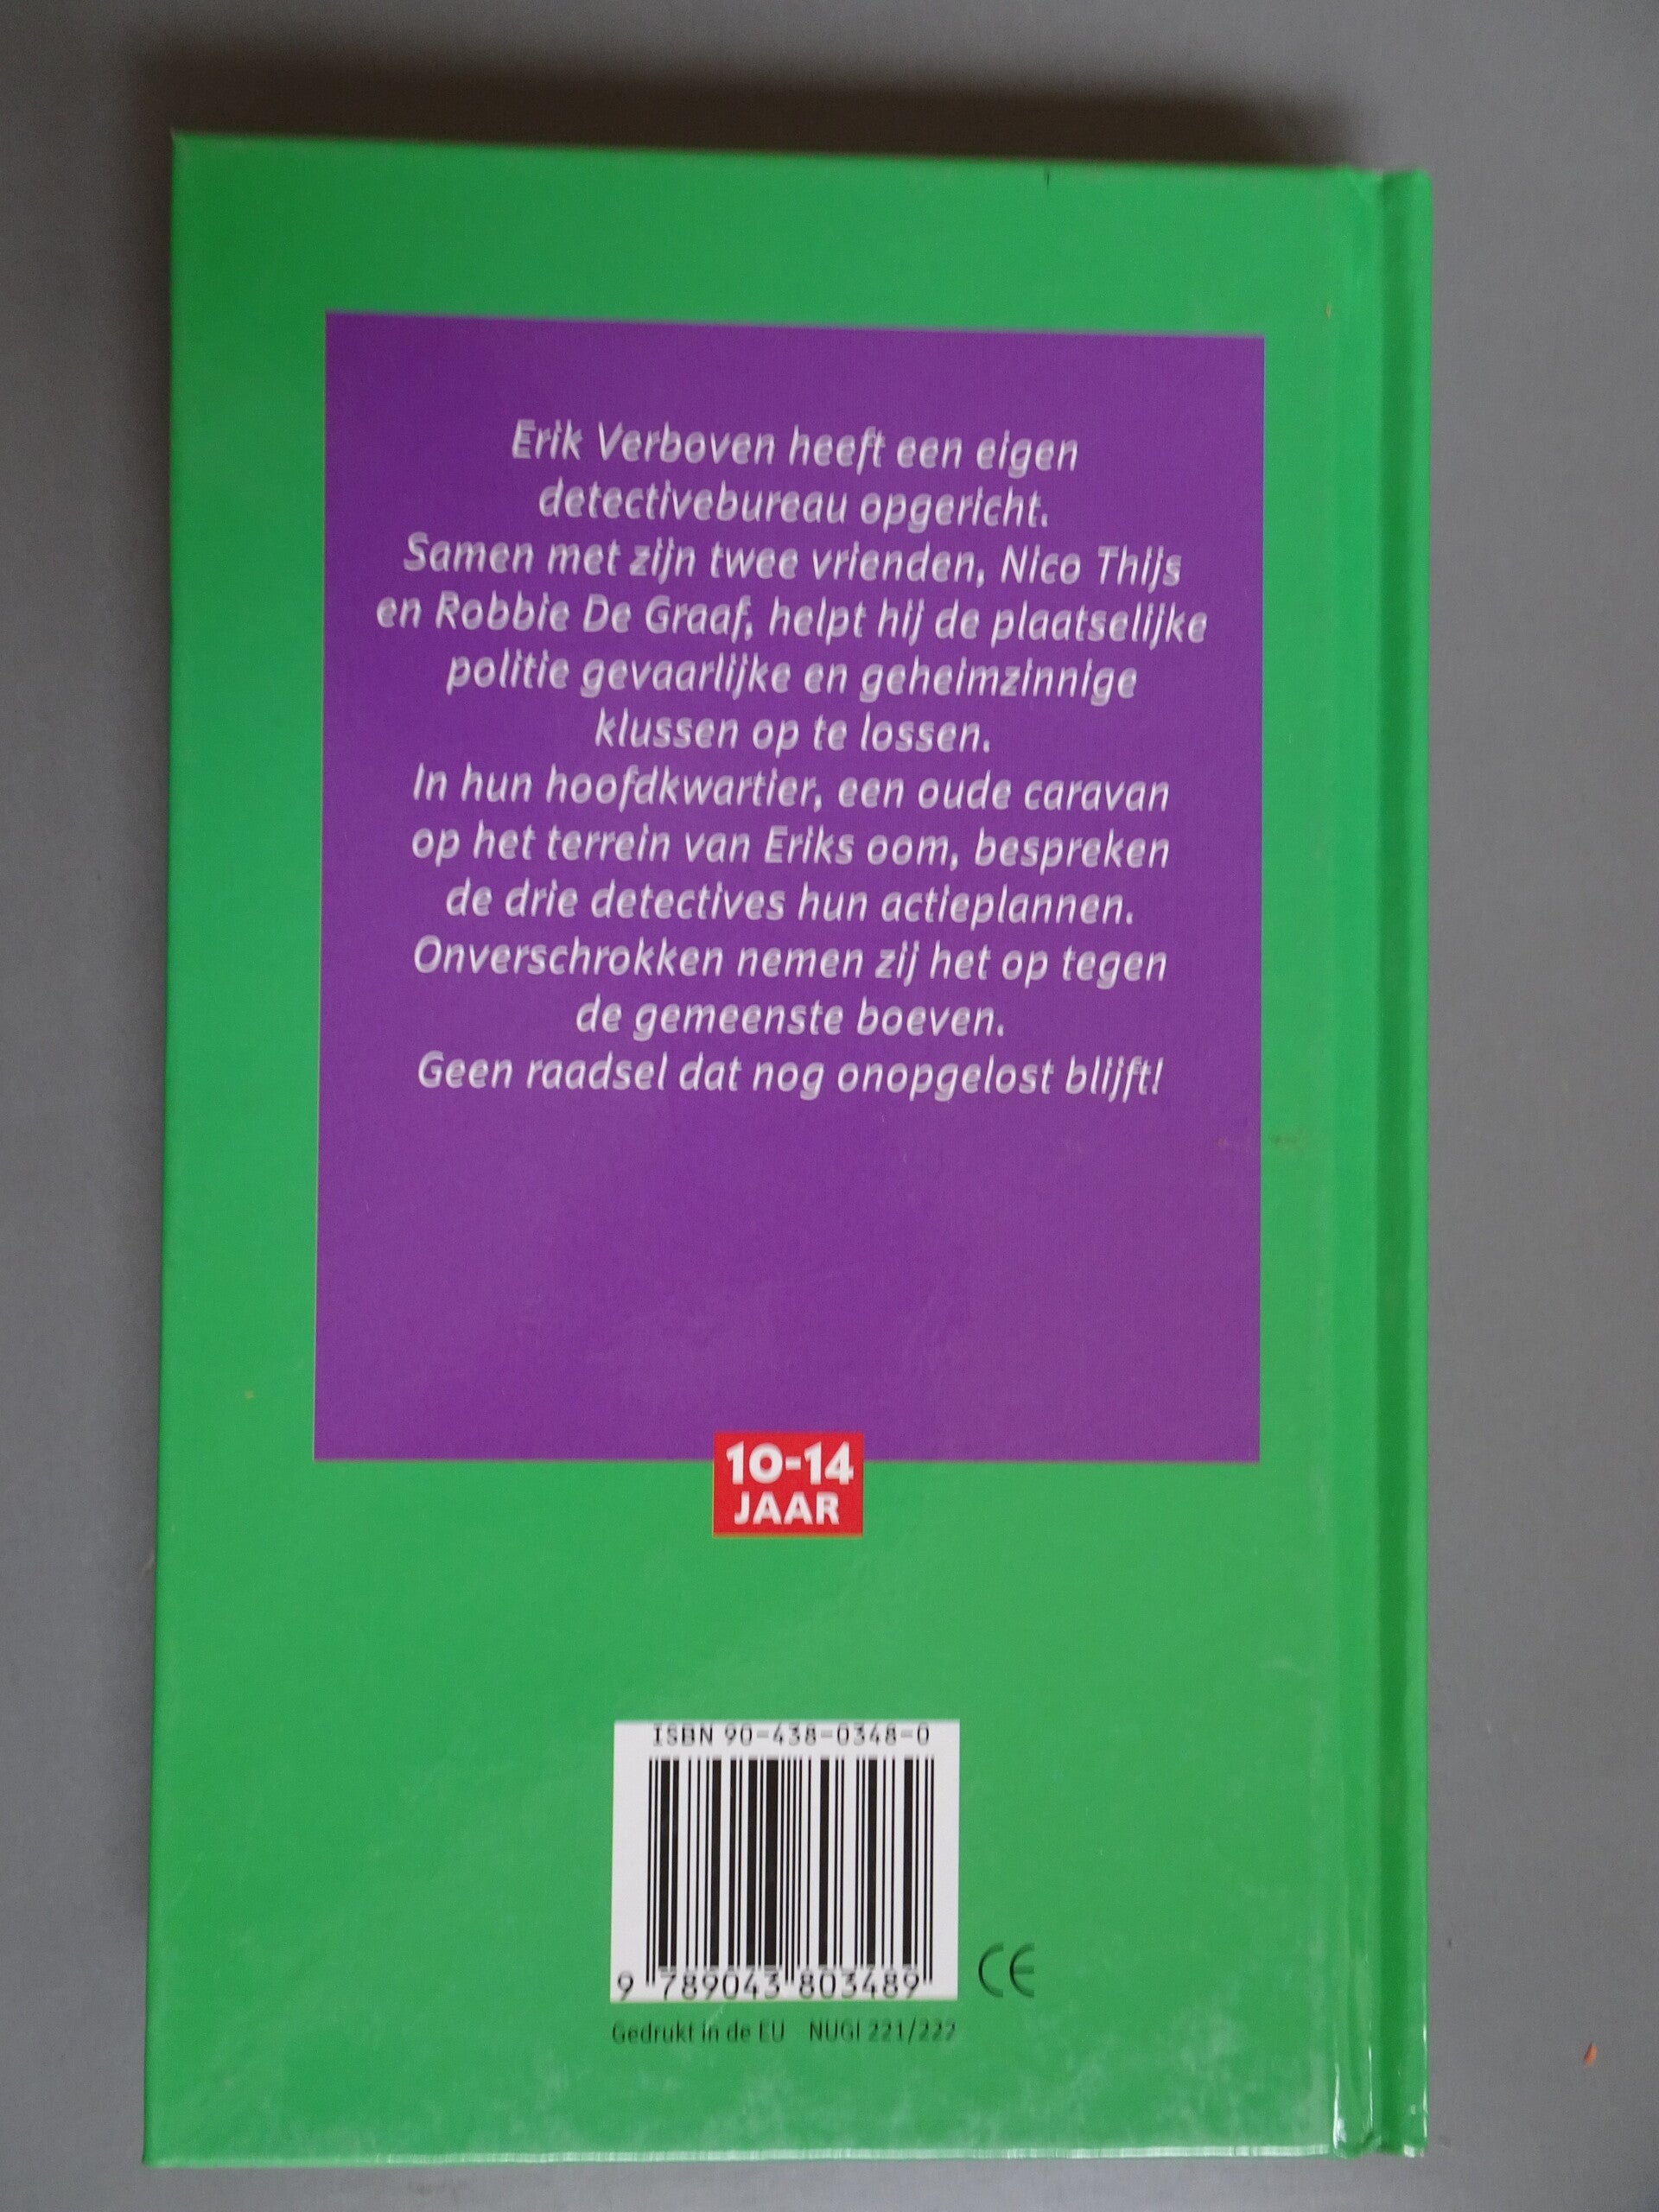 Erik Verboven heeft een eigen
detectivebureau opgericht.
Samen met zijn twee vrienden, Nico Thijs
en Robbie De Graaf, helpt hij de plaatselijke
politie gevaarlijke en geheimzinnige
klussen op te lossen.
In hun hoofdkwartier, een oude caravan
op het terrein van Eriks oom, bespreken
de drie detectives hun actieplannen.
Onverschrokken nemen zij het op tegen
de gemeenste boeven.
Geen raadsel dat nog onopgelost blijft!
10-14
JAAR
ISBN 90-438-0348-0
9 789043 803489
CE
Gedrukt in de EU NUGI 221/222